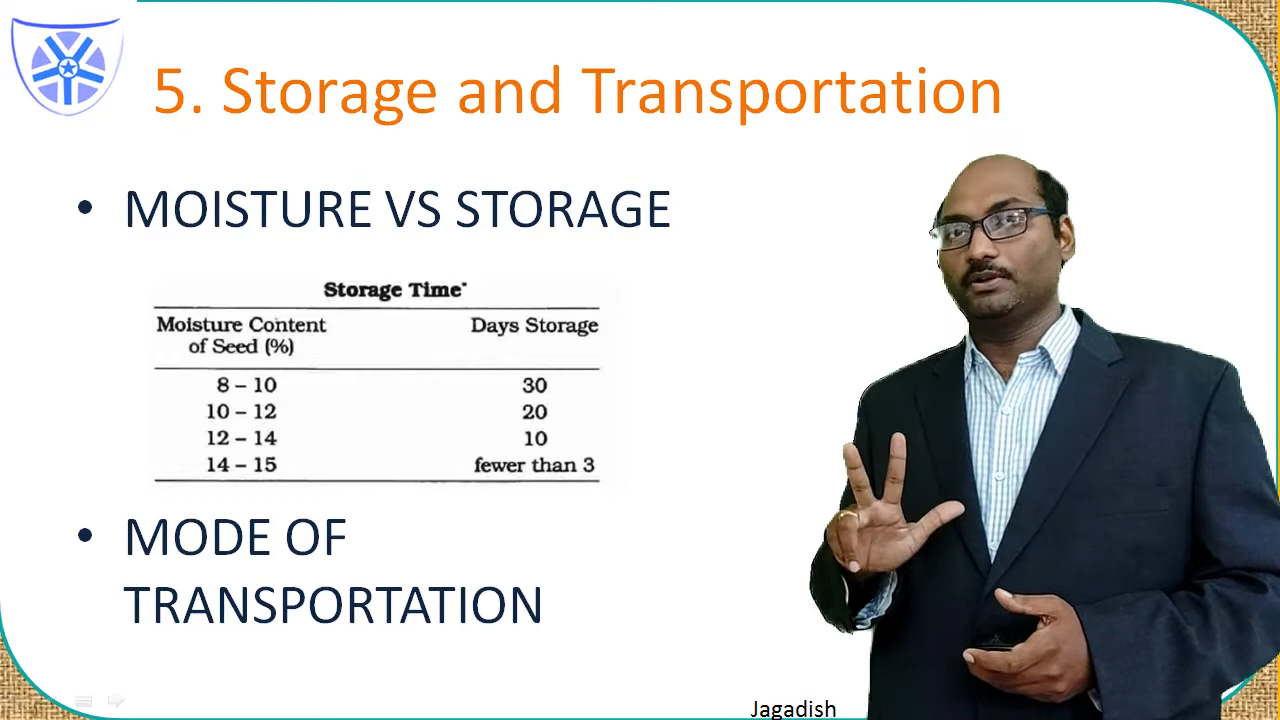 5. Storage and Transportation
• MOISTURE VS STORAGE
Storage Time*
Moisture Content Days Storage
of Seed (%)
8 – 10 30
10 – 12 20
12 – 14 10
14 – 15 fewer than 3
• MODE OF
TRANSPORTATION
Jagadish